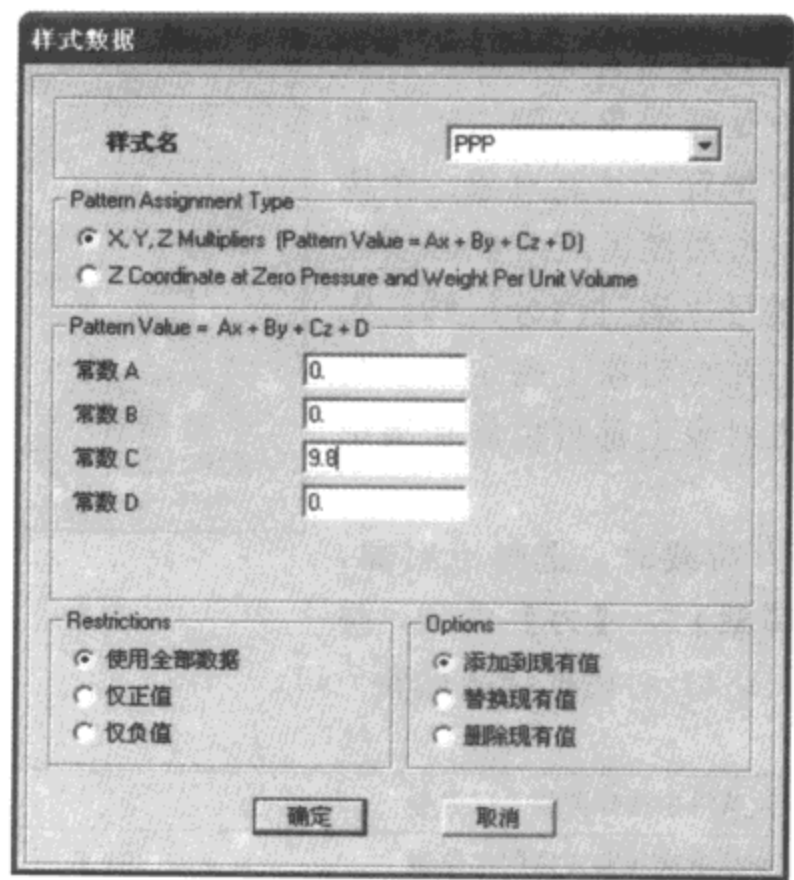 样式数据
样式名 PPP
Pattern Assignment Type
X, Y, Z Multipliers (Pattern Value = Ax + By + Cz + D)
Z Coordinate at Zero Pressure and Weight Per Unit Volume
Pattern Value = Ax + By + Cz + D
常数 A 0.
常数 B 0.
常数 C 9.8
常数 D 0.
Restrictions
使用全部数据
仅正值
仅负值
Options
添加到现有值
替换现有值
删除现有值
确定 取消